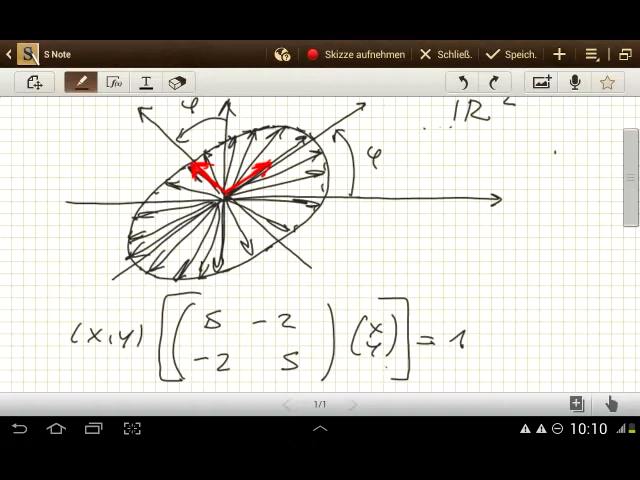 S Note
Skizze aufnehmen
Schließ.
Speich.
f(x)
T
φ
ℝ²
φ
(x,y) [ ( 5 -2
-2 5 ) ( x
y ) ] = 1
1/1
10:10